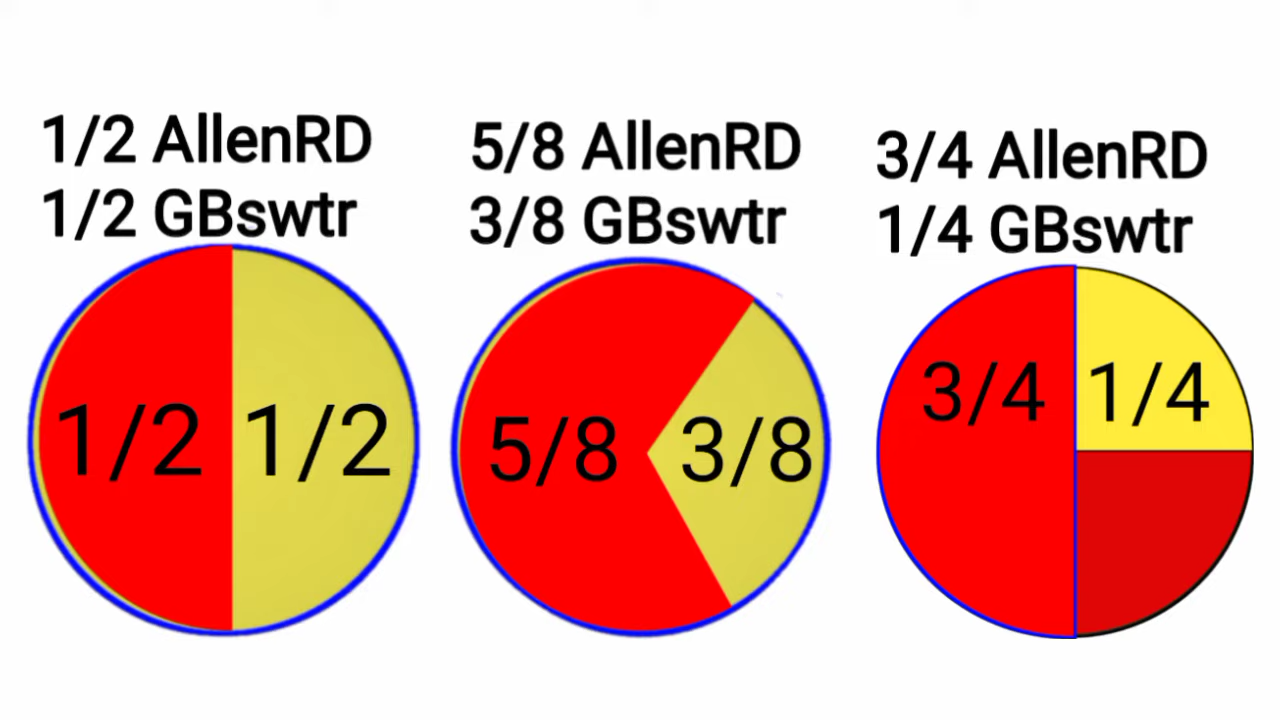 1/2 AllenRD
1/2 GBswtr
1/2 1/2
5/8 AllenRD
3/8 GBswtr
5/8 3/8
3/4 AllenRD
1/4 GBswtr
3/4 1/4